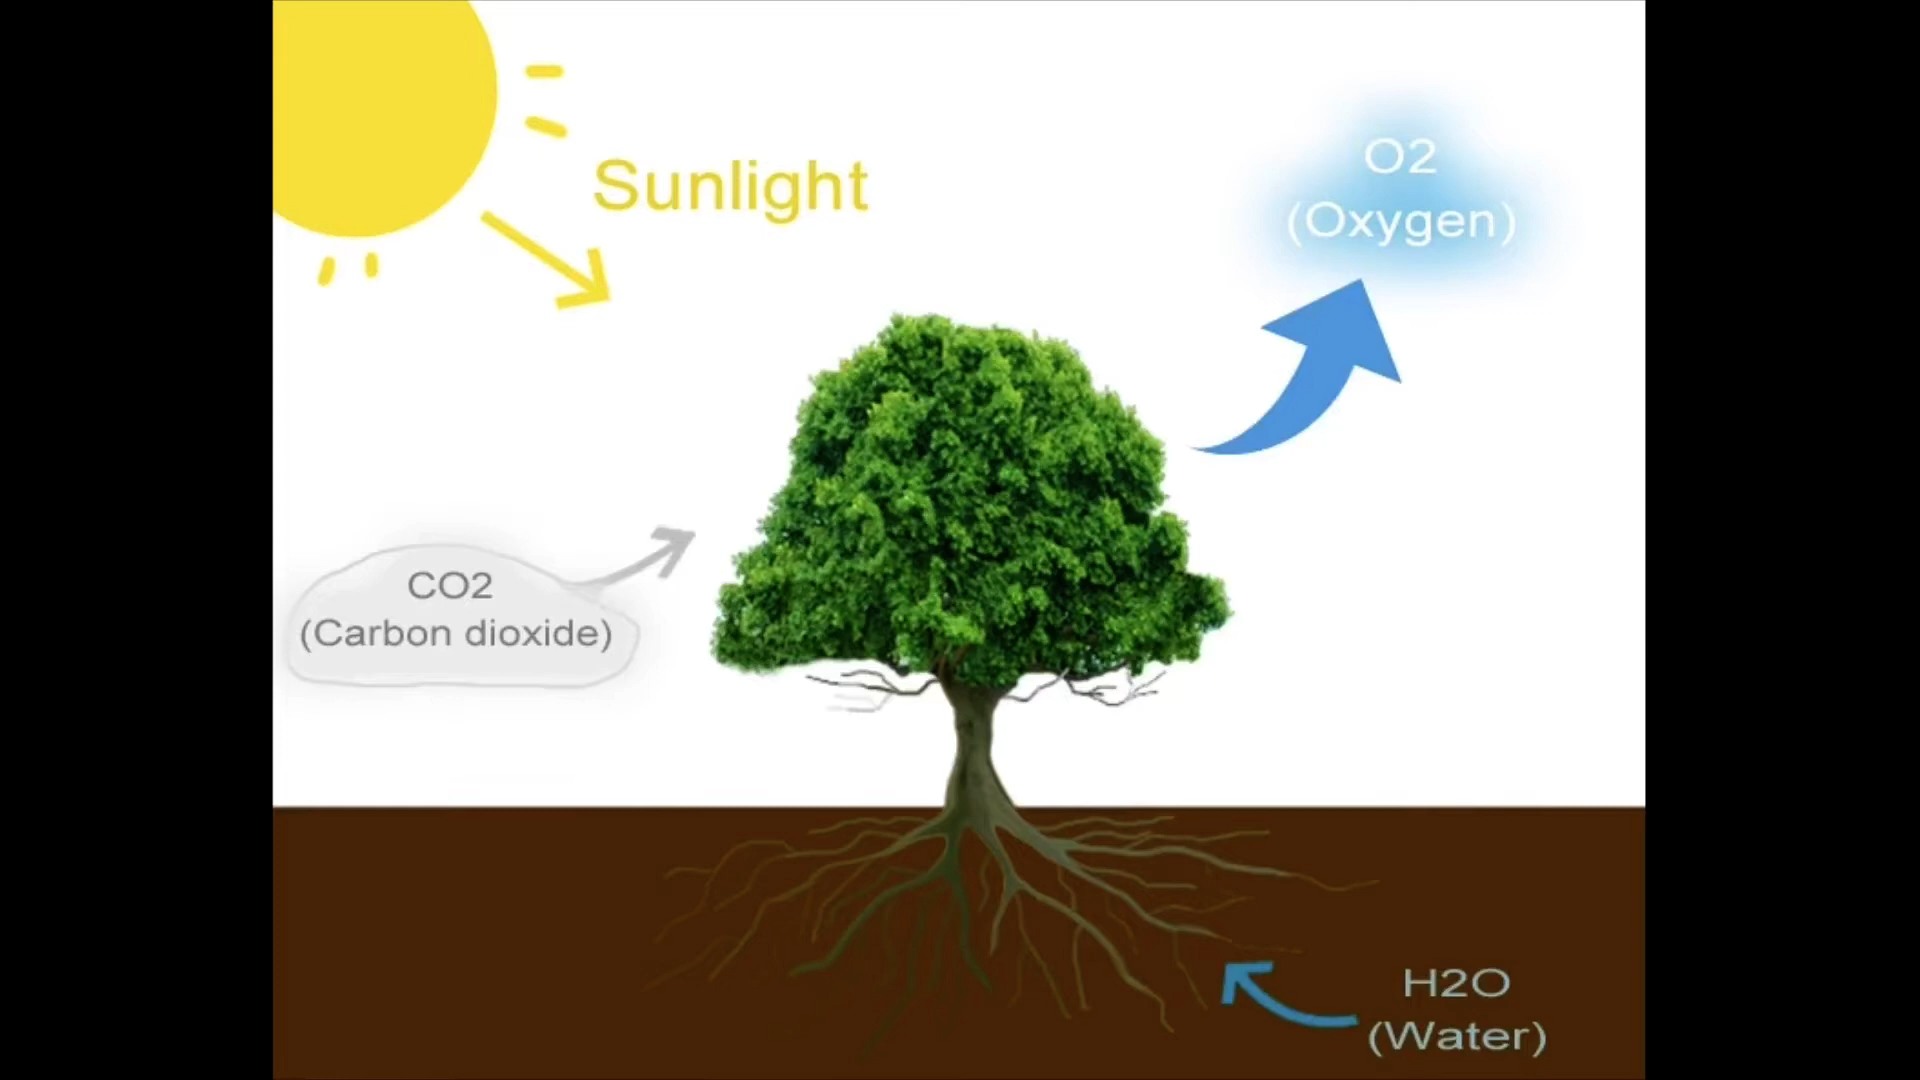 Sunlight
O2
(Oxygen)
CO2
(Carbon dioxide)
H2O
(Water)